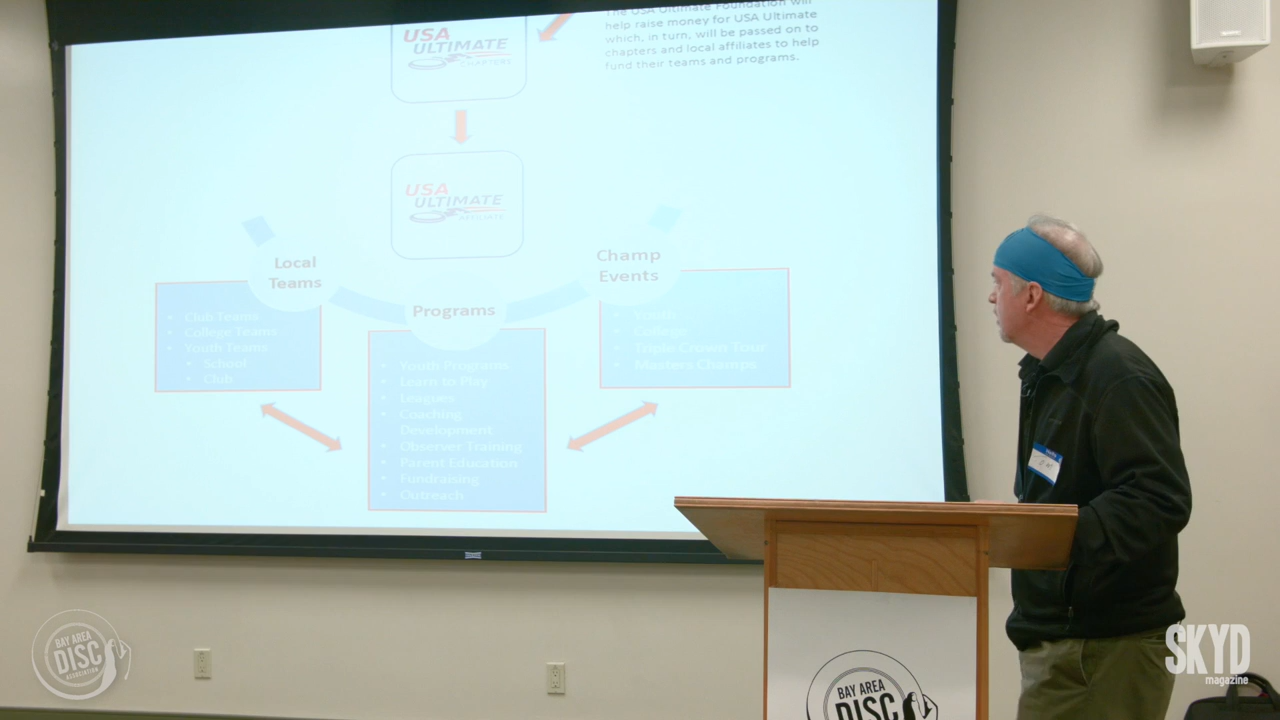 The USA Ultimate Foundation will
help raise money for USA Ultimate
which, in turn, will be passed on to
chapters and local affiliates to help
fund their teams and programs.
USA
ULTIMATE
CHAPTERS
USA
ULTIMATE
AFFILIATE
Local
Teams
• Club Teams
• College Teams
• Youth Teams
• School
• Club
Programs
• Youth Programs
• Learn to Play
• Leagues
• Coaching
Development
• Observer Training
• Parent Education
• Fundraising
• Outreach
Champ
Events
• Youth
• College
• Triple Crown Tour
• Masters Champs
BAY AREA
DISC
ASSOCIATION
BAY AREA
DISC
SKYD
magazine